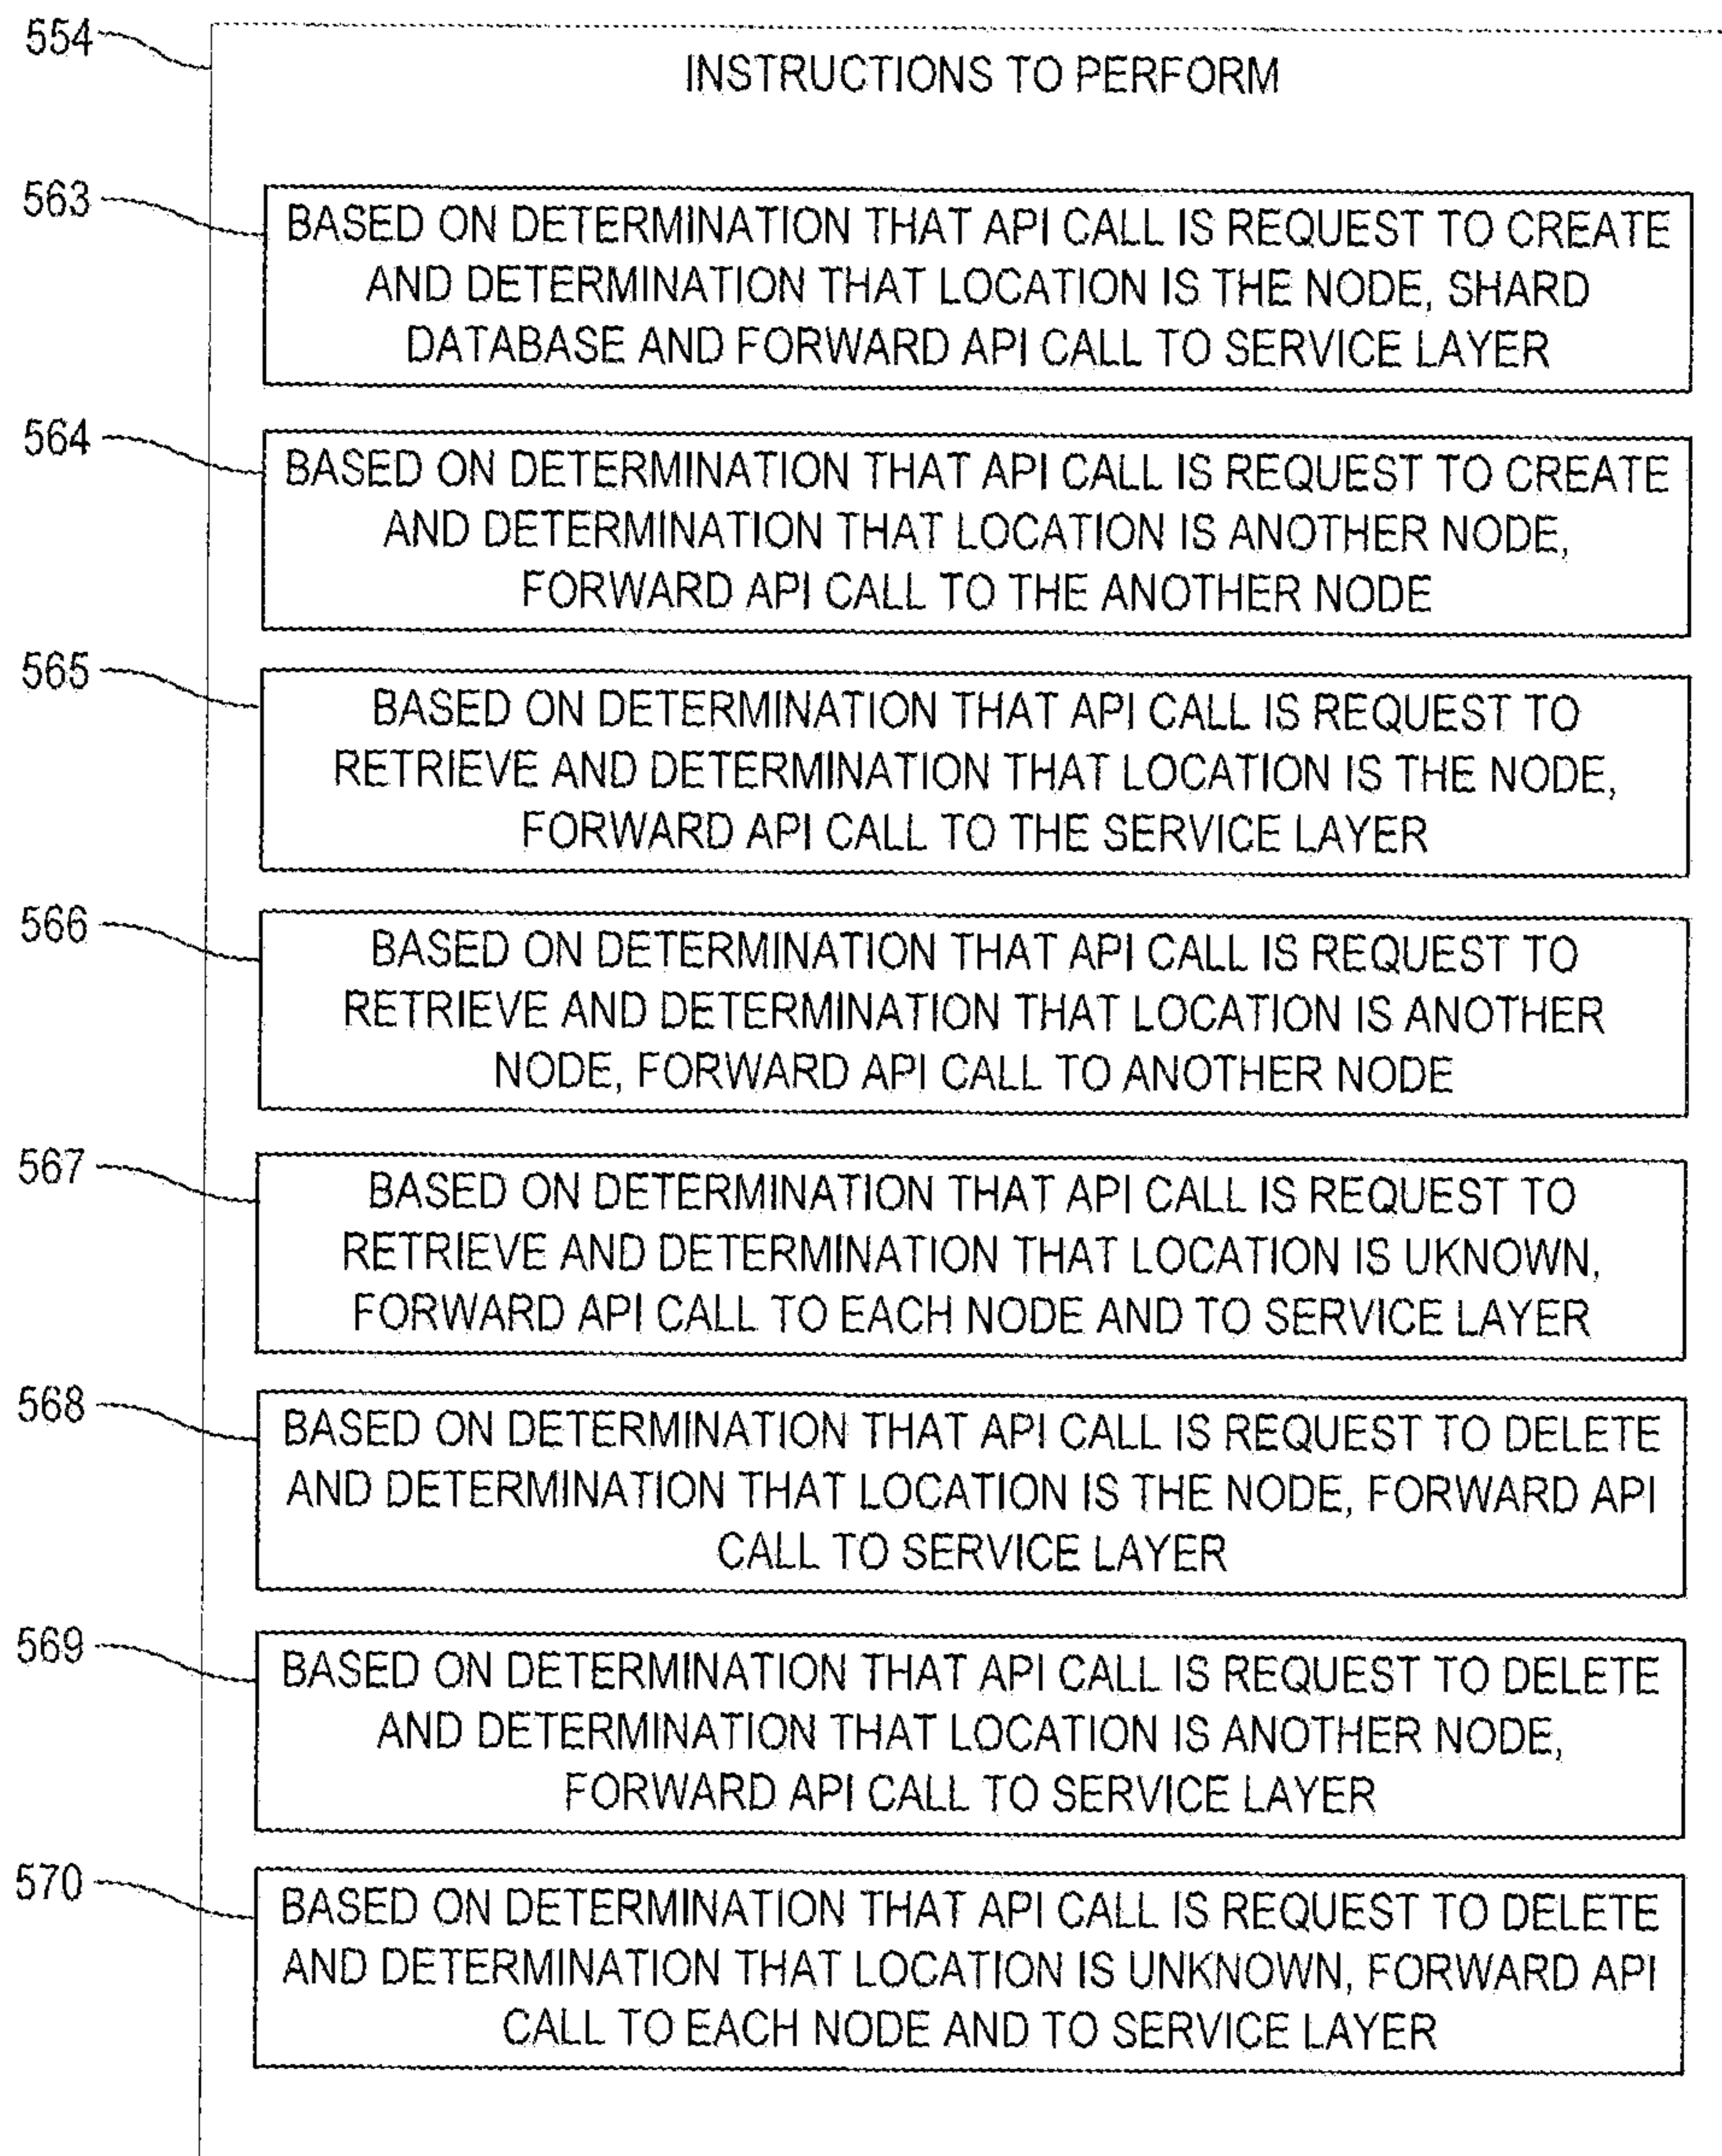 554
INSTRUCTIONS TO PERFORM
563
BASED ON DETERMINATION THAT API CALL IS REQUEST TO CREATE
AND DETERMINATION THAT LOCATION IS THE NODE, SHARD
DATABASE AND FORWARD API CALL TO SERVICE LAYER
564
BASED ON DETERMINATION THAT API CALL IS REQUEST TO CREATE
AND DETERMINATION THAT LOCATION IS ANOTHER NODE,
FORWARD API CALL TO THE ANOTHER NODE
565
BASED ON DETERMINATION THAT API CALL IS REQUEST TO
RETRIEVE AND DETERMINATION THAT LOCATION IS THE NODE,
FORWARD API CALL TO THE SERVICE LAYER
566
BASED ON DETERMINATION THAT API CALL IS REQUEST TO
RETRIEVE AND DETERMINATION THAT LOCATION IS ANOTHER
NODE, FORWARD API CALL TO ANOTHER NODE
567
BASED ON DETERMINATION THAT API CALL IS REQUEST TO
RETRIEVE AND DETERMINATION THAT LOCATION IS UKNOWN,
FORWARD API CALL TO EACH NODE AND TO SERVICE LAYER
568
BASED ON DETERMINATION THAT API CALL IS REQUEST TO DELETE
AND DETERMINATION THAT LOCATION IS THE NODE, FORWARD API
CALL TO SERVICE LAYER
569
BASED ON DETERMINATION THAT API CALL IS REQUEST TO DELETE
AND DETERMINATION THAT LOCATION IS ANOTHER NODE,
FORWARD API CALL TO SERVICE LAYER
570
BASED ON DETERMINATION THAT API CALL IS REQUEST TO DELETE
AND DETERMINATION THAT LOCATION IS UNKNOWN, FORWARD API
CALL TO EACH NODE AND TO SERVICE LAYER